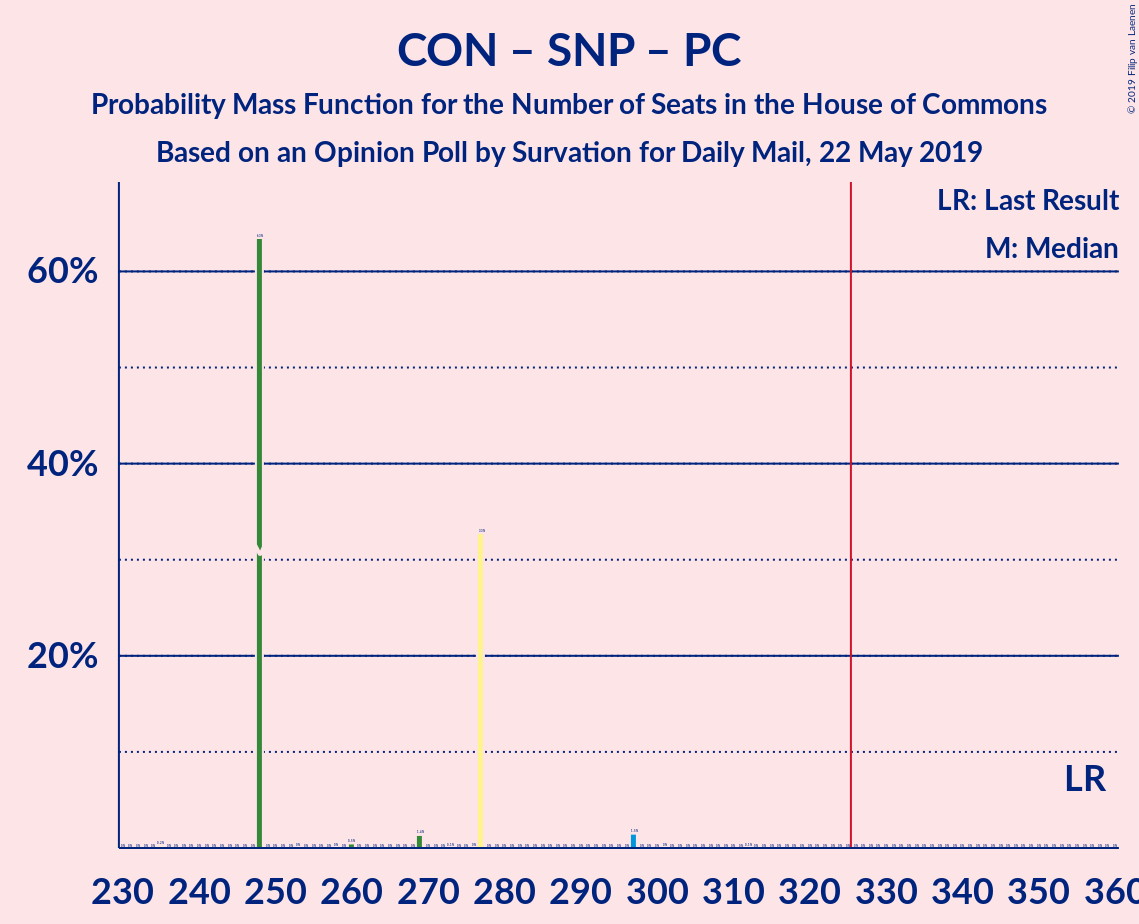 CON – SNP – PC
Probability Mass Function for the Number of Seats in the House of Commons
Based on an Opinion Poll by Survation for Daily Mail, 22 May 2019
© 2019 Filip van Laenen
LR: Last Result
M: Median
60%
40%
20%
LR
230 240 250 260 270 280 290 300 310 320 330 340 350 360